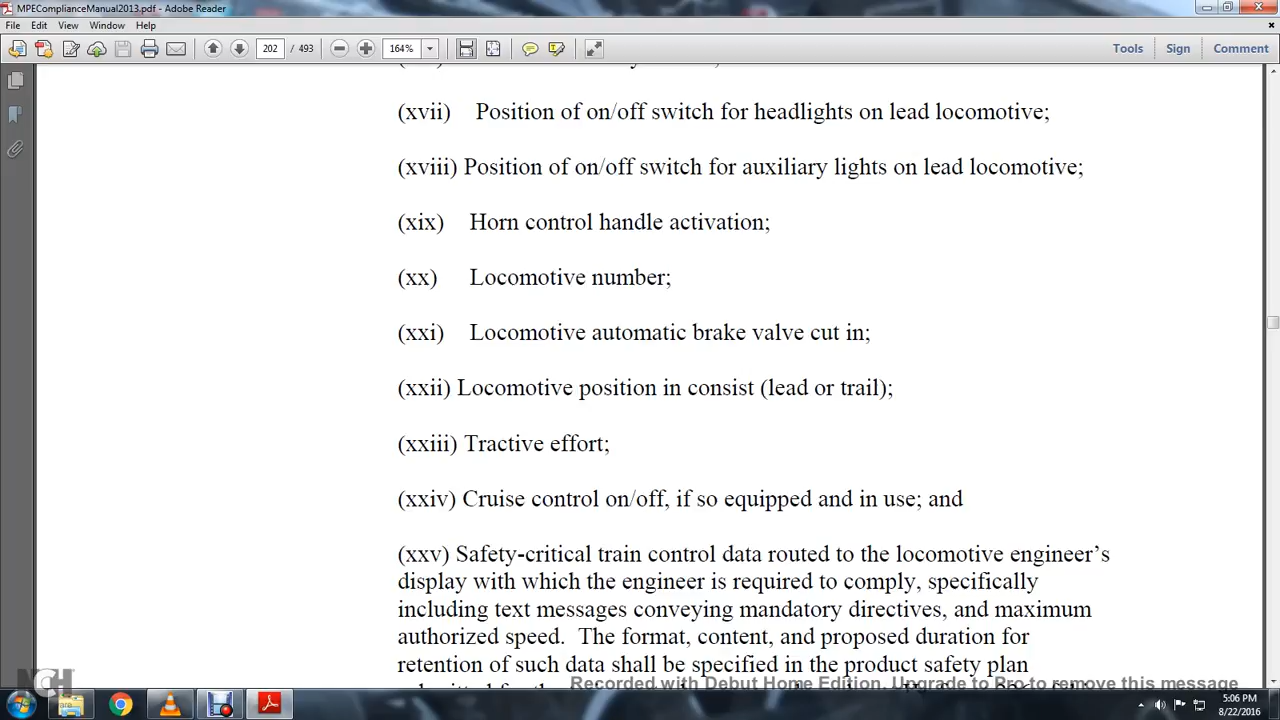 MPEComplianceManual2013.pdf - Adobe Reader
File Edit View Window Help
202 / 493 164% Tools Sign Comment
(xvii) Position of on/off switch for headlights on lead locomotive;
(xviii) Position of on/off switch for auxiliary lights on lead locomotive;
(xix) Horn control handle activation;
(xx) Locomotive number;
(xxi) Locomotive automatic brake valve cut in;
(xxii) Locomotive position in consist (lead or trail);
(xxiii) Tractive effort;
(xxiv) Cruise control on/off, if so equipped and in use; and
(xxv) Safety-critical train control data routed to the locomotive engineer’s
display with which the engineer is required to comply, specifically
including text messages conveying mandatory directives, and maximum
authorized speed. The format, content, and proposed duration for
retention of such data shall be specified in the product safety plan
Recorded with Debut Home Edition. Upgrade to Pro to remove this message
NCH
5:06 PM
8/22/2016